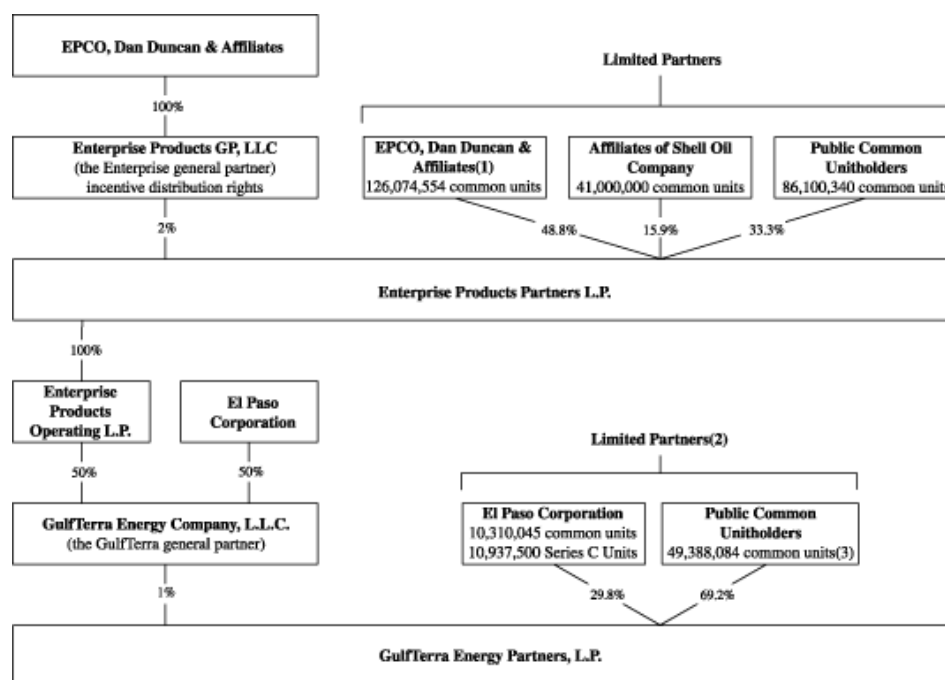 EPCO, Dan Duncan & Affiliates
Limited Partners
100%
Enterprise Products GP, LLC
(the Enterprise general partner)
incentive distribution rights
EPCO, Dan Duncan &
Affiliates(1)
126,074,554 common units
Affiliates of Shell Oil
Company
41,000,000 common units
Public Common
Unitholders
86,100,340 common units
2%
48.8%
15.9%
33.3%
Enterprise Products Partners L.P.
100%
Enterprise
Products
Operating L.P.
El Paso
Corporation
Limited Partners(2)
50%
50%
GulfTerra Energy Company, L.L.C.
(the GulfTerra general partner)
El Paso Corporation
10,310,045 common units
10,937,500 Series C Units
Public Common
Unitholders
49,388,084 common units(3)
1%
29.8%
69.2%
GulfTerra Energy Partners, L.P.